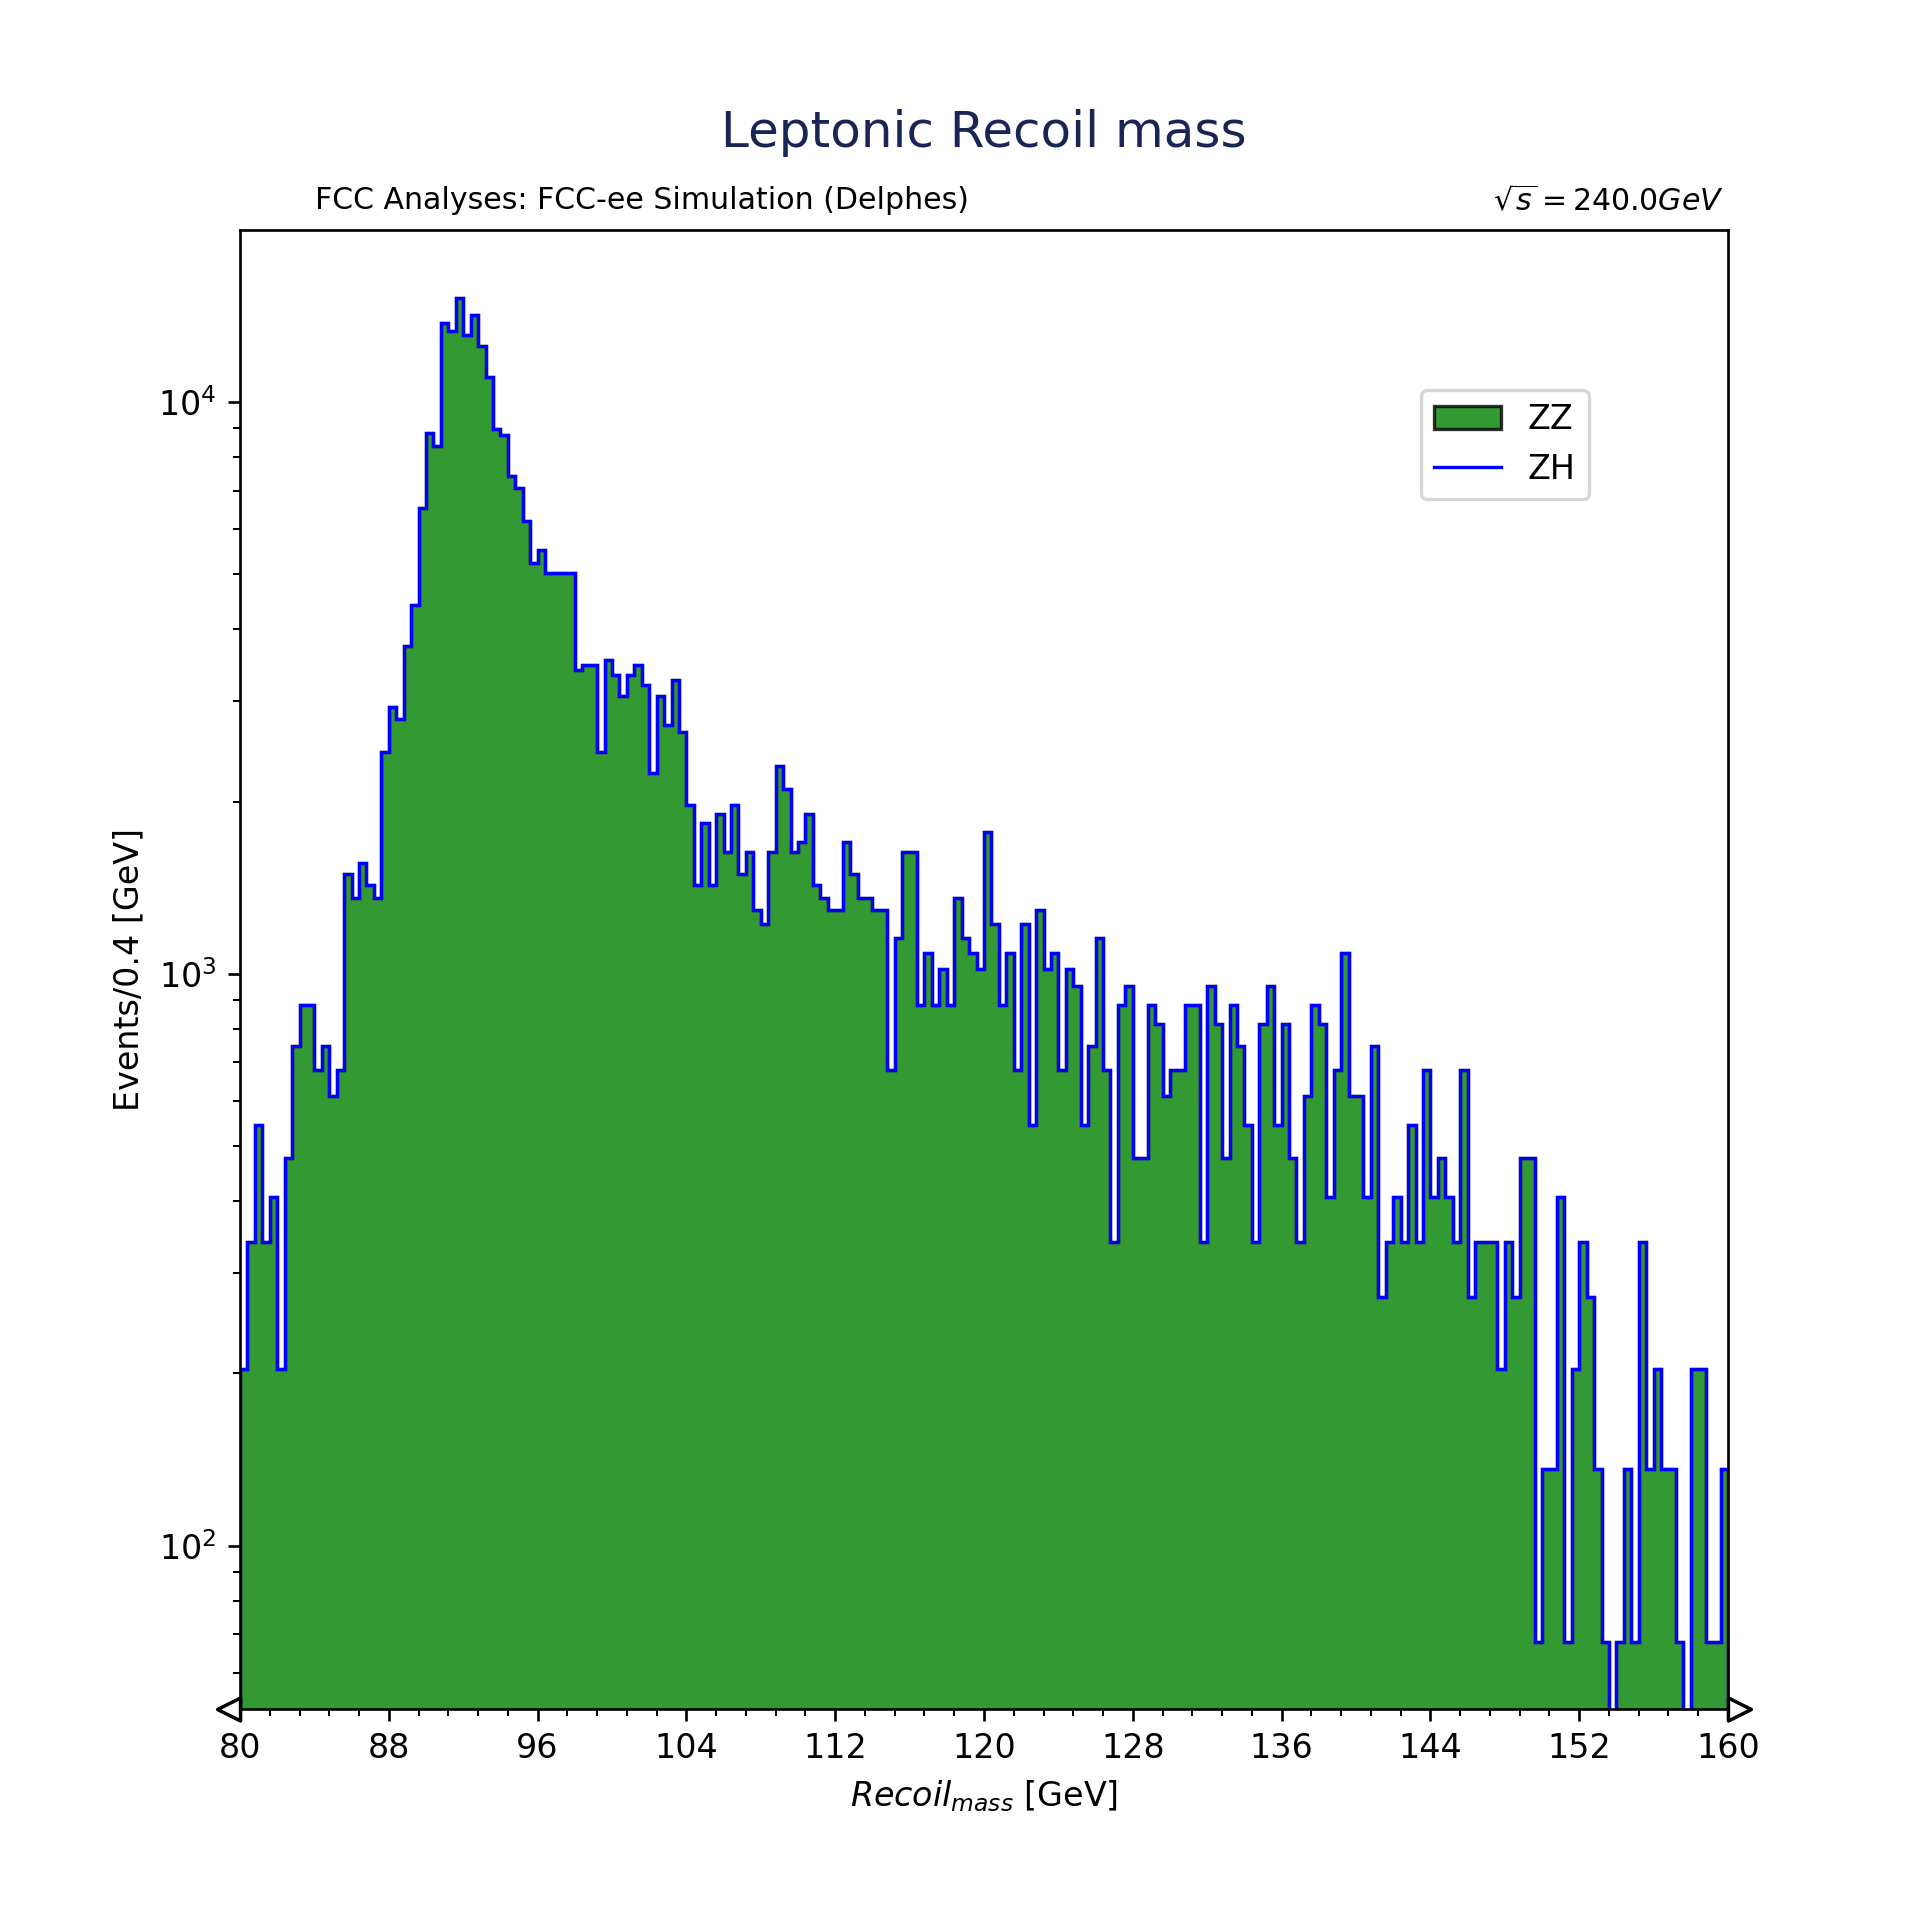 Leptonic Recoil mass
FCC Analyses: FCC-ee Simulation (Delphes)
√s = 240.0GeV
ZZ
ZH
Events/0.4 [GeV]
10⁴
10³
10²
80 88 96 104 112 120 128 136 144 152 160
Recoil_mass [GeV]